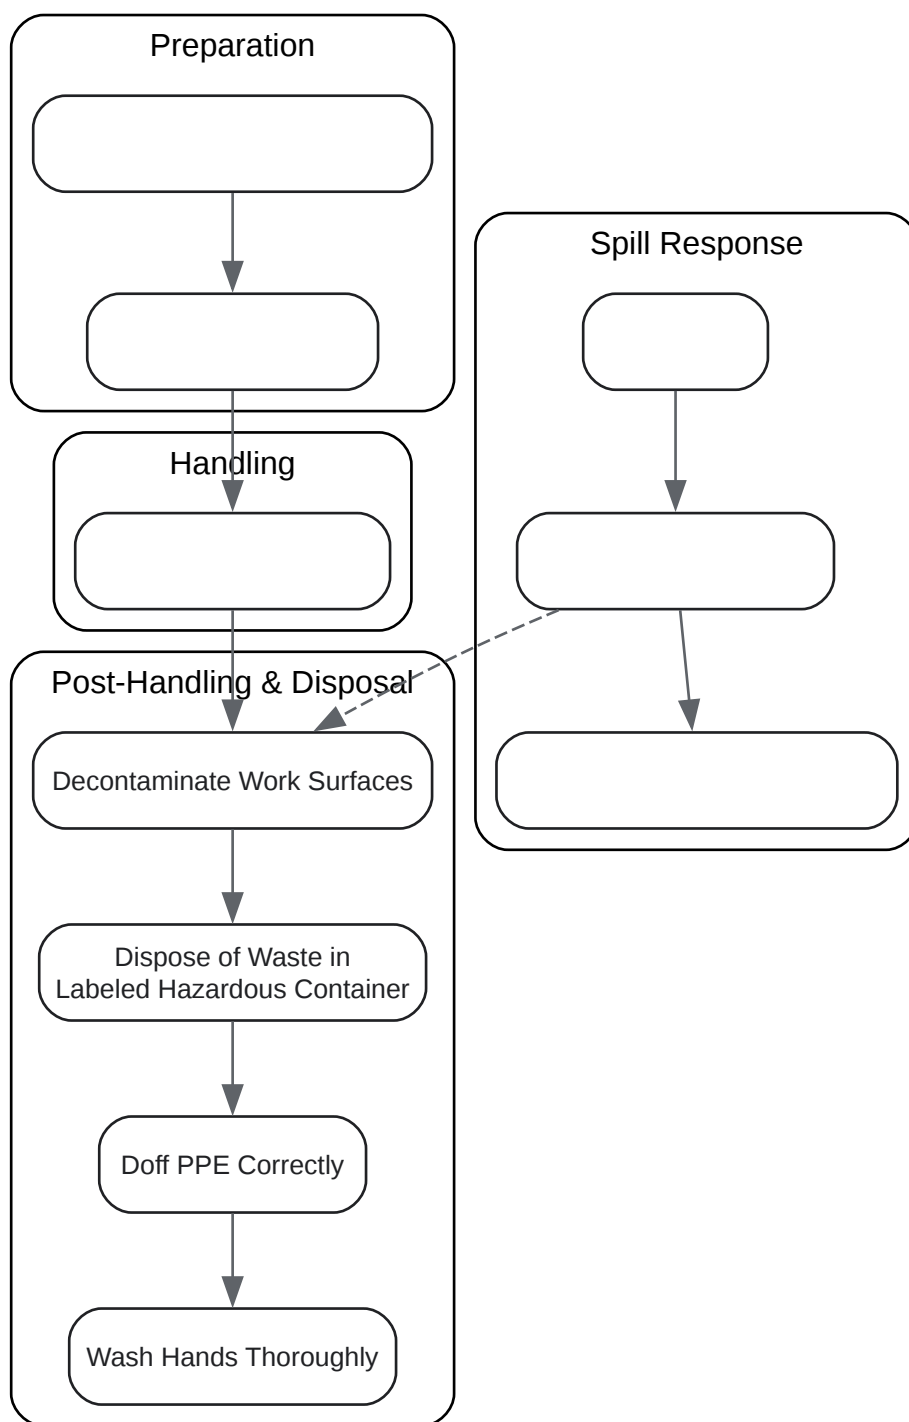 Preparation
Spill Response
Handling
Post-Handling & Disposal
Decontaminate Work Surfaces
Dispose of Waste in
Labeled Hazardous Container
Doff PPE Correctly
Wash Hands Thoroughly